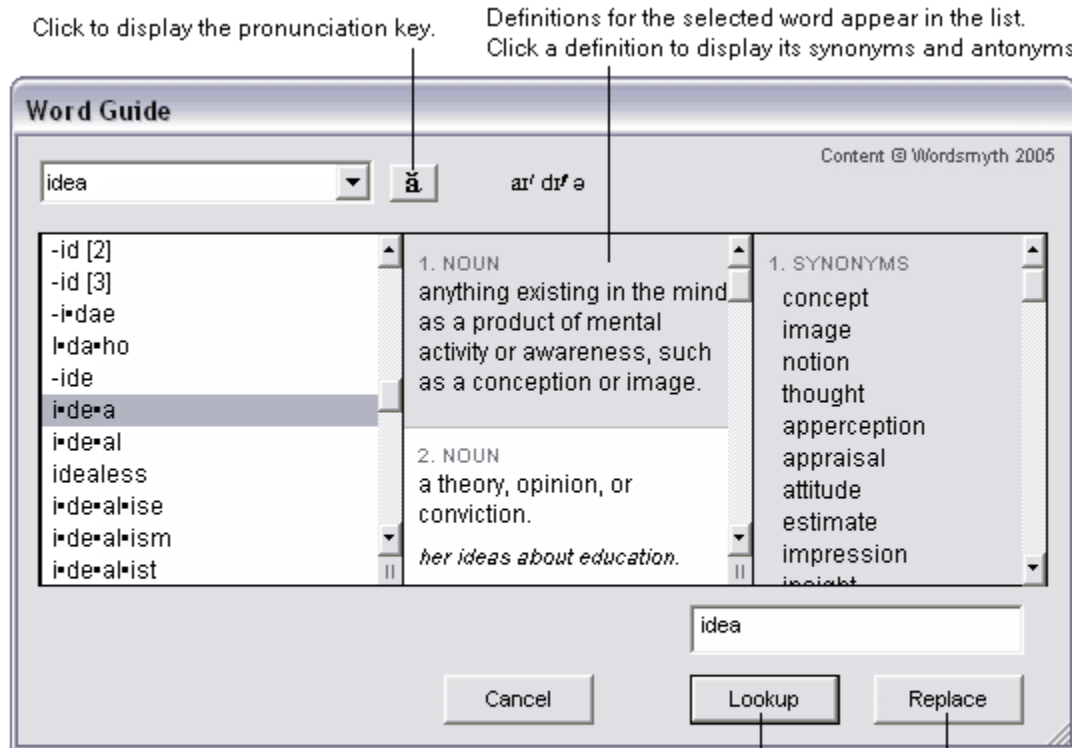 Click to display the pronunciation key.
Definitions for the selected word appear in the list.
Click a definition to display its synonyms and antonyms
Word Guide
Content © Wordsmyth 2005
idea
ă
aɪ' dɪ' ə
-id [2]
-id [3]
-i•dae
I•da•ho
-ide
i•de•a
i•de•al
idealess
i•de•al•ise
i•de•al•ism
i•de•al•ist
1. NOUN
anything existing in the mind
as a product of mental
activity or awareness, such
as a conception or image.
2. NOUN
a theory, opinion, or
conviction.
her ideas about education.
1. SYNONYMS
concept
image
notion
thought
apperception
appraisal
attitude
estimate
impression
insight
idea
Cancel
Lookup
Replace